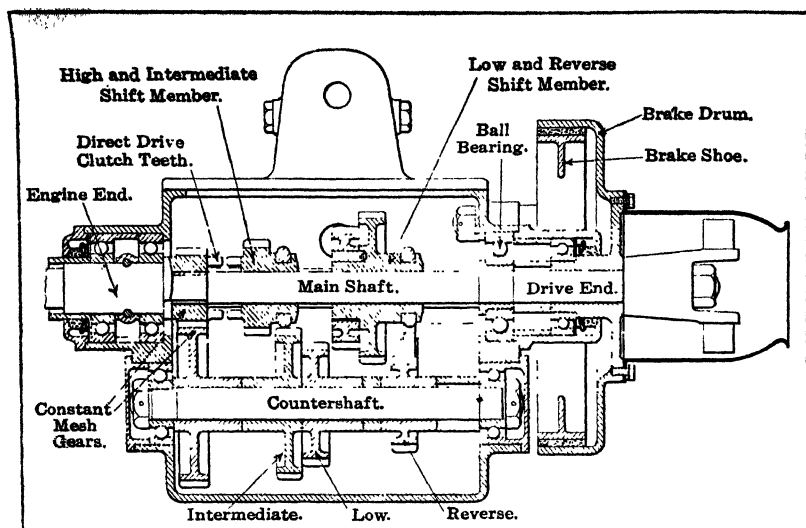 High and Intermediate
Shift Member.
Low and Reverse
Shift Member.
Direct Drive
Clutch Teeth.
Ball
Bearing.
Brake Drum.
Brake Shoe.
Engine End.
Main Shaft.
Drive End.
Countershaft.
Constant
Mesh
Gears.
Intermediate.
Low.
Reverse.